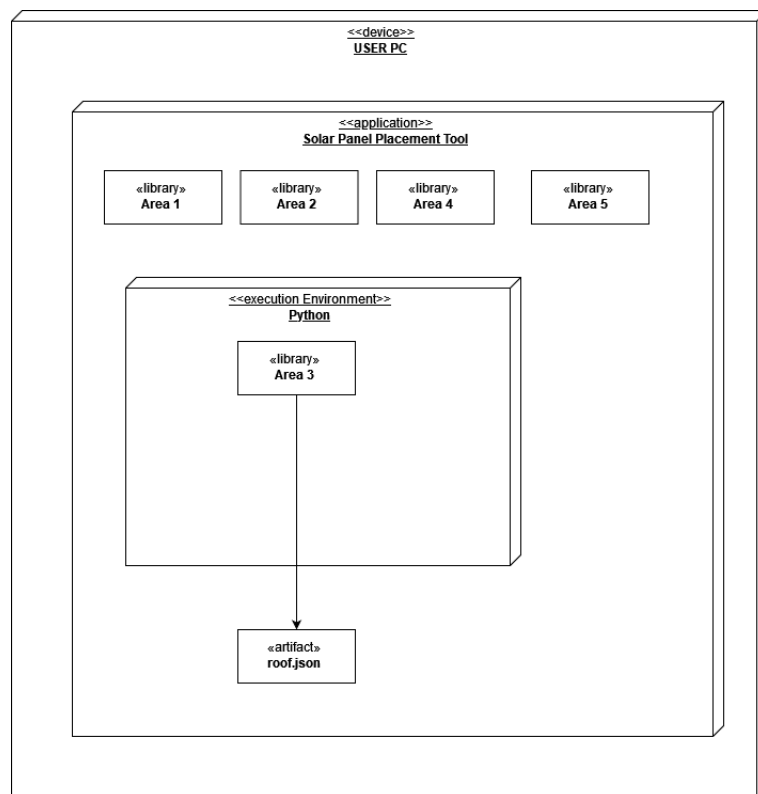 <<device>>
USER PC
<<application>>
Solar Panel Placement Tool
«library»
Area 1
«library»
Area 2
«library»
Area 4
«library»
Area 5
<<execution Environment>>
Python
«library»
Area 3
«artifact»
roof.json